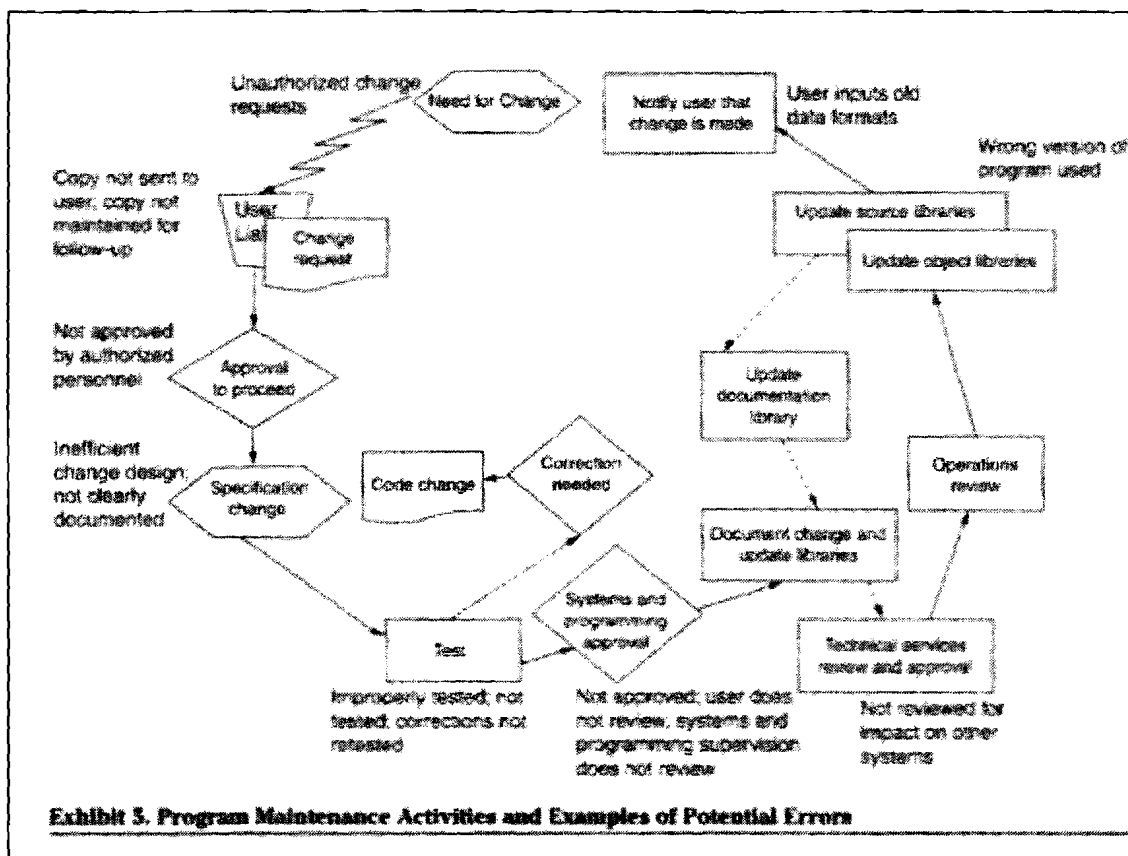 Unauthorized change
requests
Need for Change
Notify user that
change is made
User inputs old
data formats
Wrong version of
program used
Copy not sent to
user; copy not
maintained for
follow-up
User
Change
request
Update source libraries
Update object libraries
Not approved
by authorized
personnel
Approval
to proceed
Update
documentation
library
Inefficient
change design;
not clearly
documented
Specification
change
Code change
Correction
needed
Operations
review
Document change and
update libraries
Systems and
programming
approval
Test
Technical services
review and approval
Improperly tested; not
tested; corrections not
retested
Not approved; user does
not review; systems and
programming supervision
does not review
Not reviewed for
impact on other
systems
Exhibit 5. Program Maintenance Activities and Examples of Potential Errors